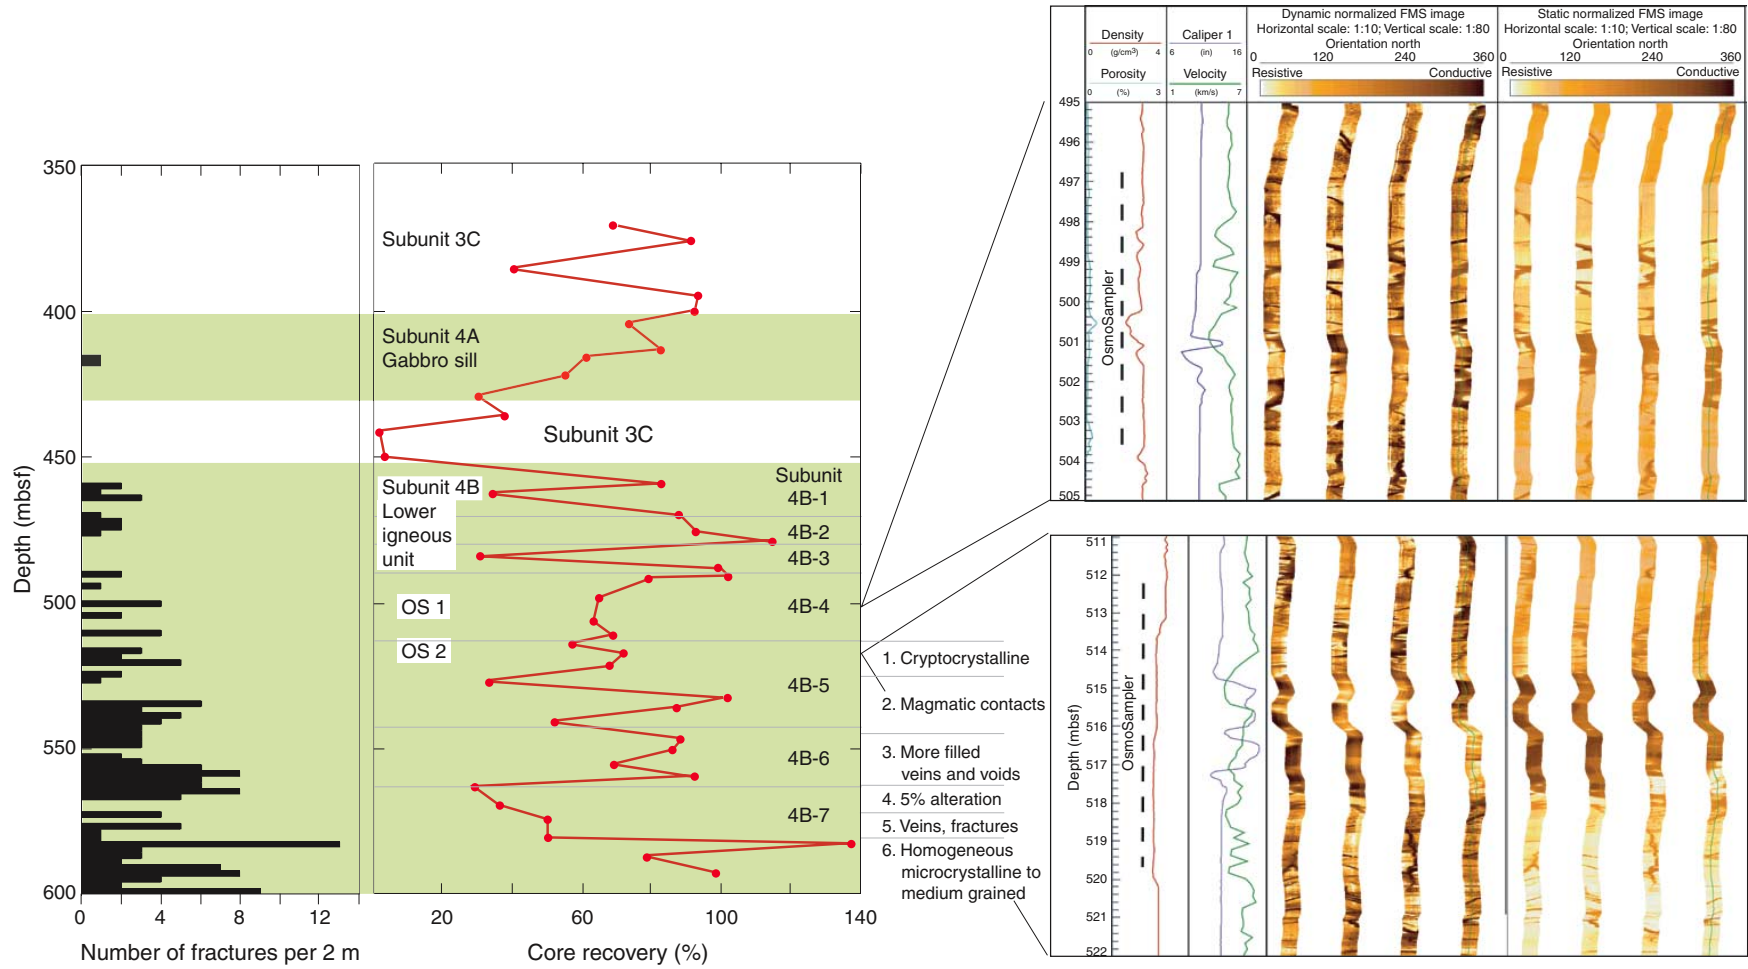 350
400
450
500
550
600
Depth (mbsf)
0
4
8
12
Number of fractures per 2 m
Subunit 3C
Subunit 4A
Gabbro sill
Subunit 3C
Subunit 4B
Lower
igneous
unit
OS 1
OS 2
Subunit
4B-1
4B-2
4B-3
4B-4
4B-5
4B-6
4B-7
20
60
100
140
Core recovery (%)
1. Cryptocrystalline
2. Magmatic contacts
3. More filled
veins and voids
4. 5% alteration
5. Veins, fractures
6. Homogeneous
microcrystalline to
medium grained
Density
0 (g/cm³) 4
Porosity
0 (%) 3
Caliper 1
6 (in) 16
Velocity
1 (km/s) 7
Dynamic normalized FMS image
Horizontal scale: 1:10; Vertical scale: 1:80
Orientation north
0 120 240 360
Resistive Conductive
Static normalized FMS image
Horizontal scale: 1:10; Vertical scale: 1:80
Orientation north
0 120 240 360
Resistive Conductive
495
496
497
498
499
500
501
502
503
504
505
OsmoSampler
511
512
513
514
515
516
517
518
519
520
521
522
Depth (mbsf)
OsmoSampler